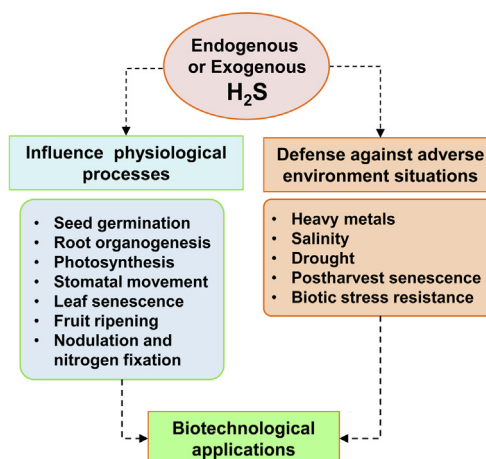 Endogenous
or Exogenous
H₂S
Influence physiological
processes
• Seed germination
• Root organogenesis
• Photosynthesis
• Stomatal movement
• Leaf senescence
• Fruit ripening
• Nodulation and
nitrogen fixation
Defense against adverse
environment situations
• Heavy metals
• Salinity
• Drought
• Postharvest senescence
• Biotic stress resistance
Biotechnological
applications